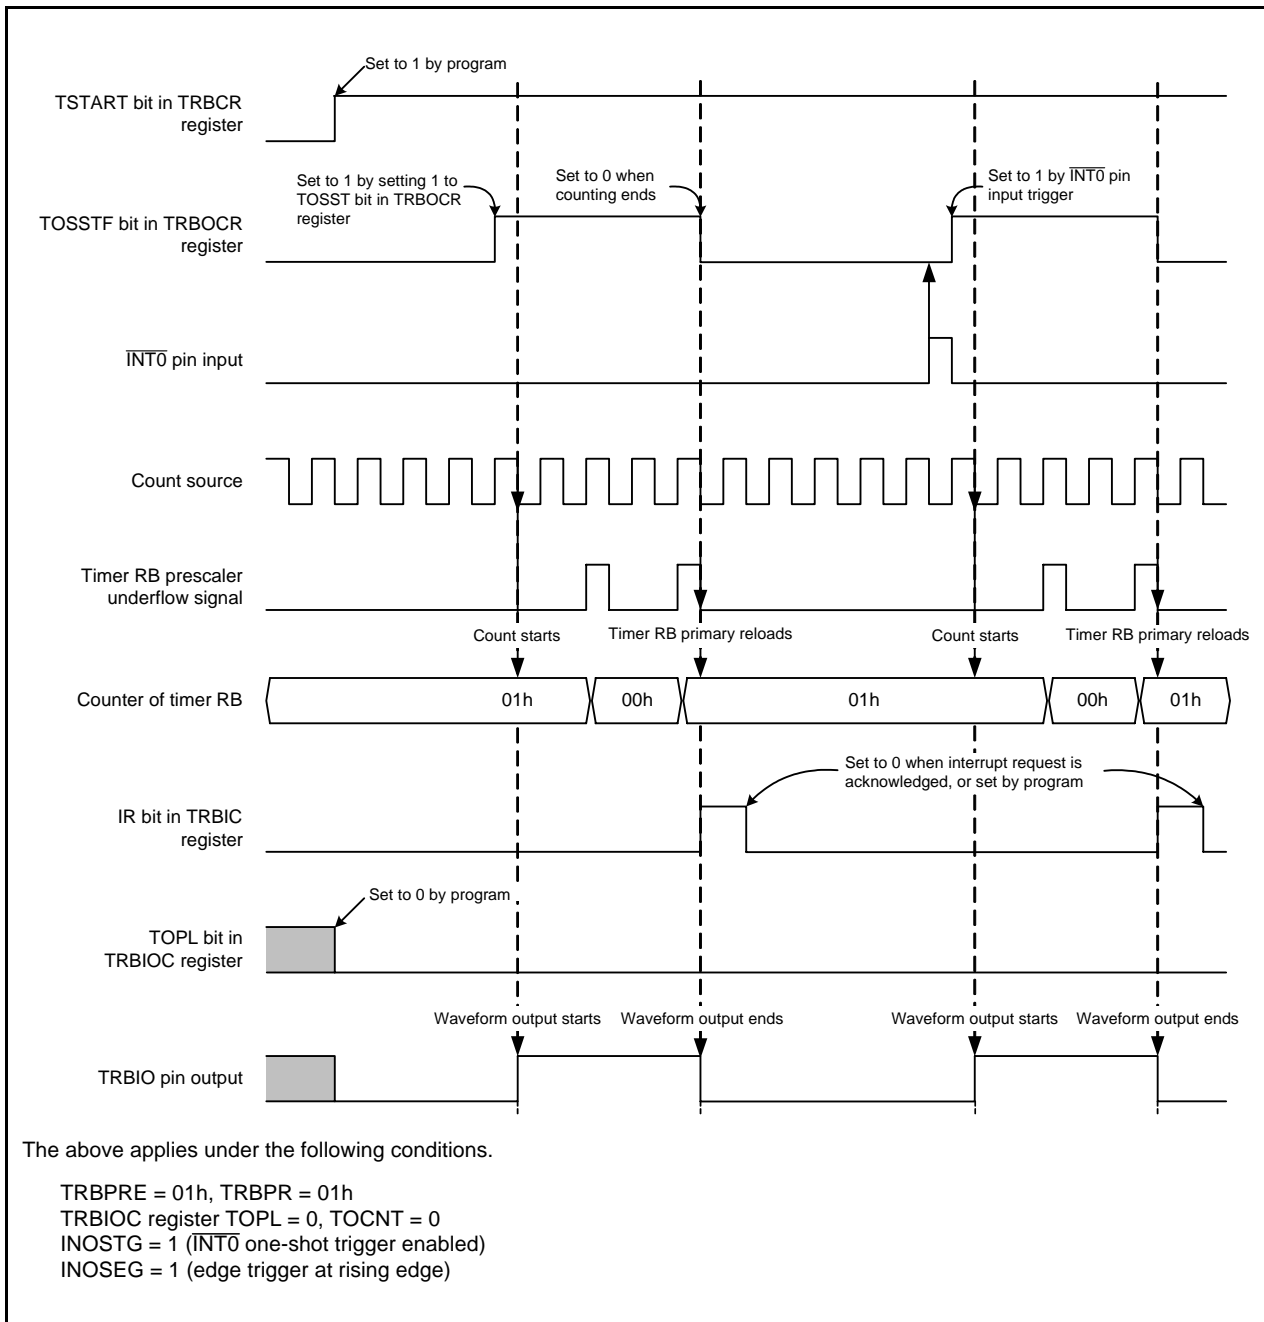 Set to 1 by program
TSTART bit in TRBCR
register
Set to 1 by setting 1 to
TOSST bit in TRBOCR
register
Set to 0 when
counting ends
Set to 1 by INT0 pin
input trigger
TOSSTF bit in TRBOCR
register
INT0 pin input
Count source
Timer RB prescaler
underflow signal
Count starts
Timer RB primary reloads
Count starts
Timer RB primary reloads
Counter of timer RB
01h
00h
01h
00h
01h
Set to 0 when interrupt request is
acknowledged, or set by program
IR bit in TRBIC
register
Set to 0 by program
TOPL bit in
TRBIOC register
Waveform output starts
Waveform output ends
Waveform output starts
Waveform output ends
TRBIO pin output
The above applies under the following conditions.
TRBPRE = 01h, TRBPR = 01h
TRBIOC register TOPL = 0, TOCNT = 0
INOSTG = 1 (INT0 one-shot trigger enabled)
INOSEG = 1 (edge trigger at rising edge)